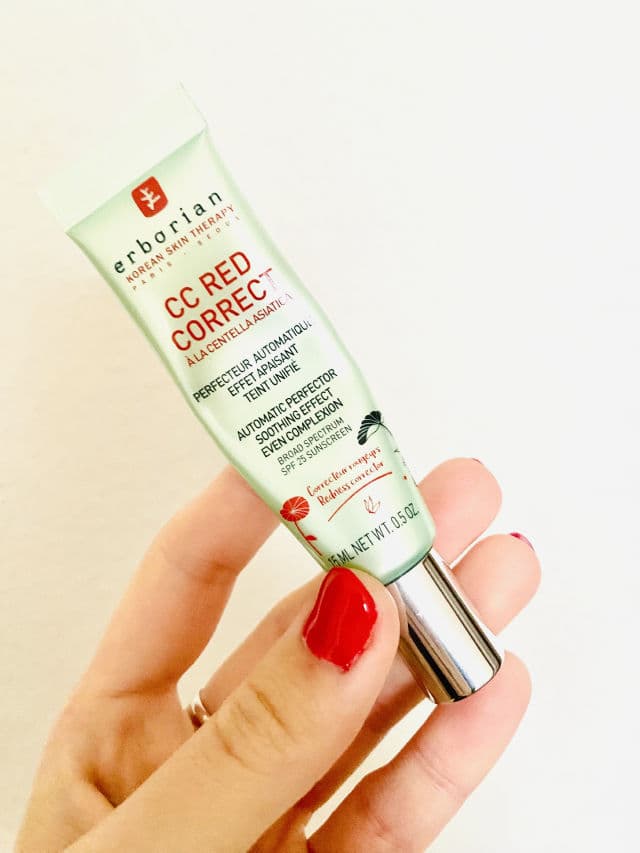 erborian
KOREAN SKIN THERAPY
PARIS - SEOUL
CC RED
CORRECT
À LA CENTELLA ASIATICA
PERFECTEUR AUTOMATIQUE
EFFET APAISANT
TEINT UNIFIÉ
AUTOMATIC PERFECTOR
SOOTHING EFFECT
EVEN COMPLEXION
BROAD SPECTRUM
SPF 25 SUNSCREEN
Correcteur rougeurs
Redness corrector
15 ML NET WT. 0.5 OZ.